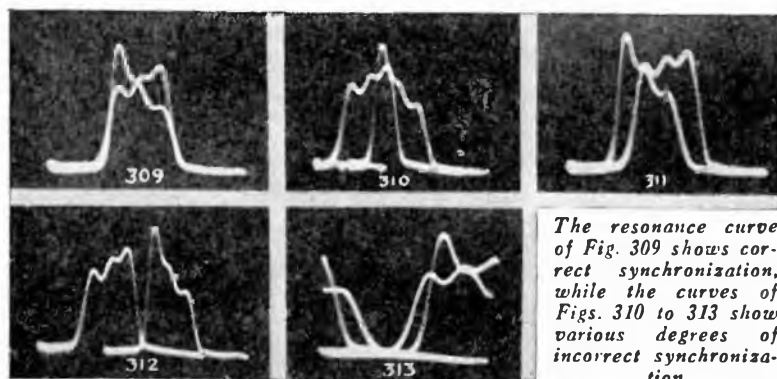 309
310
311
312
313
The resonance curve
of Fig. 309 shows cor-
rect synchronization,
while the curves of
Figs. 310 to 313 show
various degrees of
incorrect synchroniza-
tion